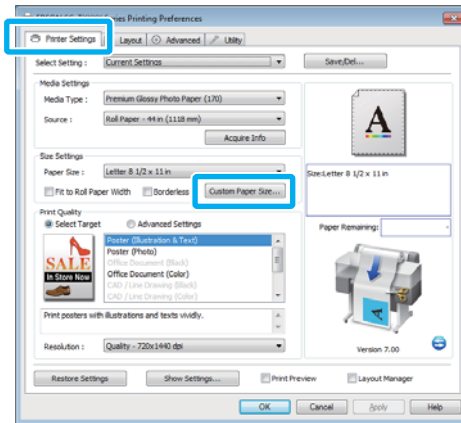 Series Printing Preferences
Printer Settings Layout Advanced Utility
Select Setting : Current Settings Save/Del...
Media Settings
Media Type : Premium Glossy Photo Paper (170)
Source : Roll Paper - 44 in (1118 mm)
Acquire Info
A
Size Settings
Paper Size : Letter 8 1/2 x 11 in
Fit to Roll Paper Width Borderless Custom Paper Size...
Size:Letter 8 1/2 x 11 in
Print Quality
Select Target Advanced Settings
Paper Remaining: -
SALE
In Store Now
Poster (Illustration & Text)
Poster (Photo)
Office Document (Black)
Office Document (Color)
CAD / Line Drawing (Black)
CAD / Line Drawing (Color)
Print posters with illustrations and texts vividly.
Resolution : Quality - 720x1440 dpi
Version 7.00
Restore Settings Show Settings... Print Preview Layout Manager
OK Cancel Apply Help